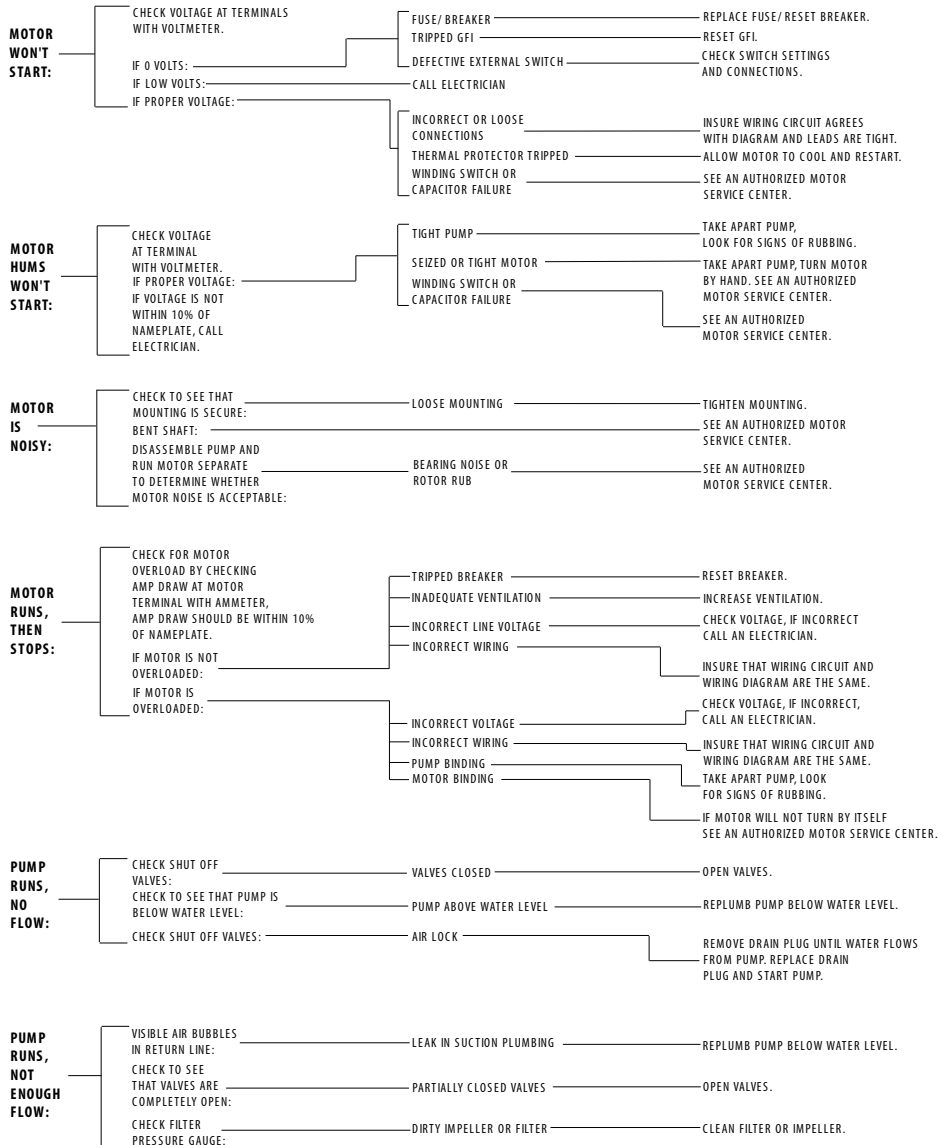 MOTOR
WON'T
START:
CHECK VOLTAGE AT TERMINALS
WITH VOLTMETER.
IF 0 VOLTS:
FUSE/ BREAKER
REPLACE FUSE/ RESET BREAKER.
TRIPPED GFI
RESET GFI.
DEFECTIVE EXTERNAL SWITCH
CHECK SWITCH SETTINGS
AND CONNECTIONS.
IF LOW VOLTS:
CALL ELECTRICIAN
IF PROPER VOLTAGE:
INCORRECT OR LOOSE
CONNECTIONS
INSURE WIRING CIRCUIT AGREES
WITH DIAGRAM AND LEADS ARE TIGHT.
THERMAL PROTECTOR TRIPPED
ALLOW MOTOR TO COOL AND RESTART.
WINDING SWITCH OR
CAPACITOR FAILURE
SEE AN AUTHORIZED MOTOR
SERVICE CENTER.
MOTOR
HUMS
WON'T
START:
CHECK VOLTAGE
AT TERMINAL
WITH VOLTMETER.
IF PROPER VOLTAGE:
IF VOLTAGE IS NOT
WITHIN 10% OF
NAMEPLATE, CALL
ELECTRICIAN.
TIGHT PUMP
TAKE APART PUMP,
LOOK FOR SIGNS OF RUBBING.
SEIZED OR TIGHT MOTOR
TAKE APART PUMP, TURN MOTOR
BY HAND. SEE AN AUTHORIZED
MOTOR SERVICE CENTER.
WINDING SWITCH OR
CAPACITOR FAILURE
SEE AN AUTHORIZED
MOTOR SERVICE CENTER.
MOTOR
IS
NOISY:
CHECK TO SEE THAT
MOUNTING IS SECURE:
LOOSE MOUNTING
TIGHTEN MOUNTING.
BENT SHAFT:
SEE AN AUTHORIZED MOTOR
SERVICE CENTER.
DISASSEMBLE PUMP AND
RUN MOTOR SEPARATE
TO DETERMINE WHETHER
MOTOR NOISE IS ACCEPTABLE:
BEARING NOISE OR
ROTOR RUB
SEE AN AUTHORIZED
MOTOR SERVICE CENTER.
MOTOR
RUNS,
THEN
STOPS:
CHECK FOR MOTOR
OVERLOAD BY CHECKING
AMP DRAW AT MOTOR
TERMINAL WITH AMMETER,
AMP DRAW SHOULD BE WITHIN 10%
OF NAMEPLATE.
IF MOTOR IS NOT
OVERLOADED:
TRIPPED BREAKER
RESET BREAKER.
INADEQUATE VENTILATION
INCREASE VENTILATION.
INCORRECT LINE VOLTAGE
CHECK VOLTAGE, IF INCORRECT
CALL AN ELECTRICIAN.
INCORRECT WIRING
INSURE THAT WIRING CIRCUIT AND
WIRING DIAGRAM ARE THE SAME.
IF MOTOR IS
OVERLOADED:
INCORRECT VOLTAGE
CHECK VOLTAGE, IF INCORRECT,
CALL AN ELECTRICIAN.
INCORRECT WIRING
INSURE THAT WIRING CIRCUIT AND
WIRING DIAGRAM ARE THE SAME.
PUMP BINDING
TAKE APART PUMP, LOOK
FOR SIGNS OF RUBBING.
MOTOR BINDING
IF MOTOR WILL NOT TURN BY ITSELF
SEE AN AUTHORIZED MOTOR SERVICE CENTER.
PUMP
RUNS,
NO
FLOW:
CHECK SHUT OFF
VALVES:
VALVES CLOSED
OPEN VALVES.
CHECK TO SEE THAT PUMP IS
BELOW WATER LEVEL:
PUMP ABOVE WATER LEVEL
REPLUMB PUMP BELOW WATER LEVEL.
CHECK SHUT OFF VALVES:
AIR LOCK
REMOVE DRAIN PLUG UNTIL WATER FLOWS
FROM PUMP. REPLACE DRAIN
PLUG AND START PUMP.
PUMP
RUNS,
NOT
ENOUGH
FLOW:
VISIBLE AIR BUBBLES
IN RETURN LINE:
LEAK IN SUCTION PLUMBING
REPLUMB PUMP BELOW WATER LEVEL.
CHECK TO SEE
THAT VALVES ARE
COMPLETELY OPEN:
PARTIALLY CLOSED VALVES
OPEN VALVES.
CHECK FILTER
PRESSURE GAUGE:
DIRTY IMPELLER OR FILTER
CLEAN FILTER OR IMPELLER.